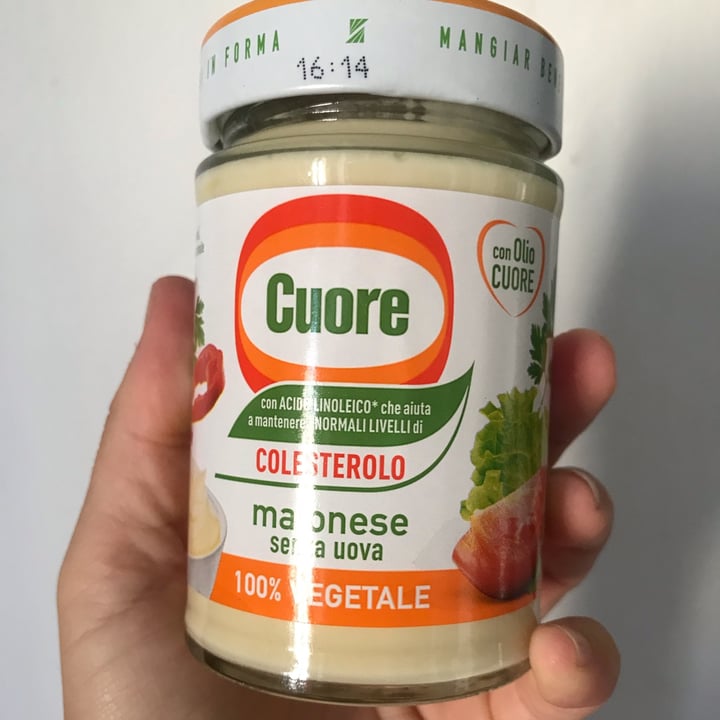 IN FORMA
MANGIAR BEN
16:14
con Olio
CUORE
Cuore
con ACIDO LINOLEICO* che aiuta
a mantenere NORMALI LIVELLI di
COLESTEROLO
maionese
senza uova
100% VEGETALE